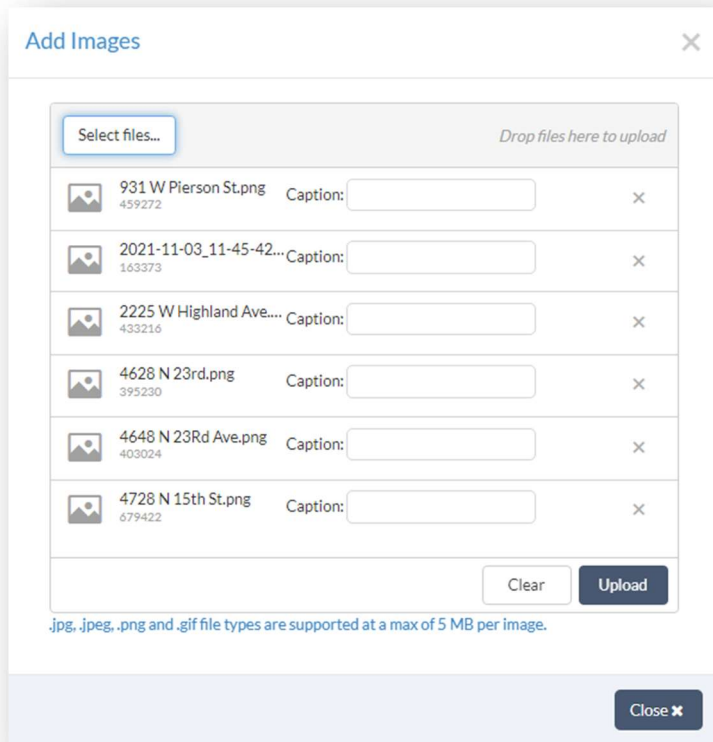 Add Images
Select files...
Drop files here to upload
931 W Pierson St.png
Caption:
459272
2021-11-03_11-45-42...
Caption:
163373
2225 W Highland Ave....
Caption:
433216
4628 N 23rd.png
Caption:
395230
4648 N 23Rd Ave.png
Caption:
403024
4728 N 15th St.png
Caption:
679422
Clear
Upload
.jpg, .jpeg, .png and .gif file types are supported at a max of 5 MB per image.
Close